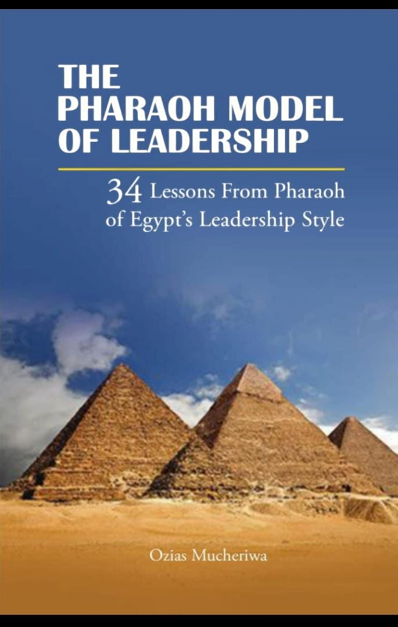 THE
PHARAOH MODEL
OF LEADERSHIP
34 Lessons From Pharaoh
of Egypt's Leadership Style
Ozias Mucheriwa